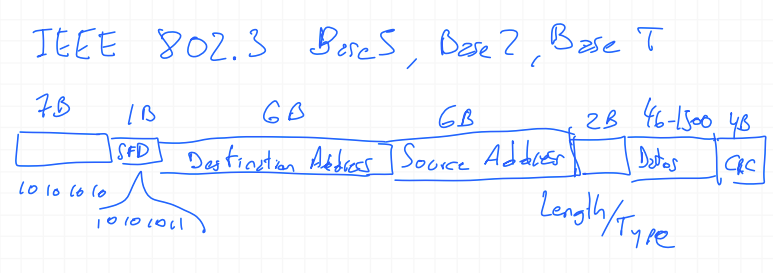 IEEE 802.3 Base5, Base2, Base T
7B 1B 6B 6B 2B 46-1500 4B
SFD Destination Address Source Address Datos CRC
10101010
10101011
Length/Type